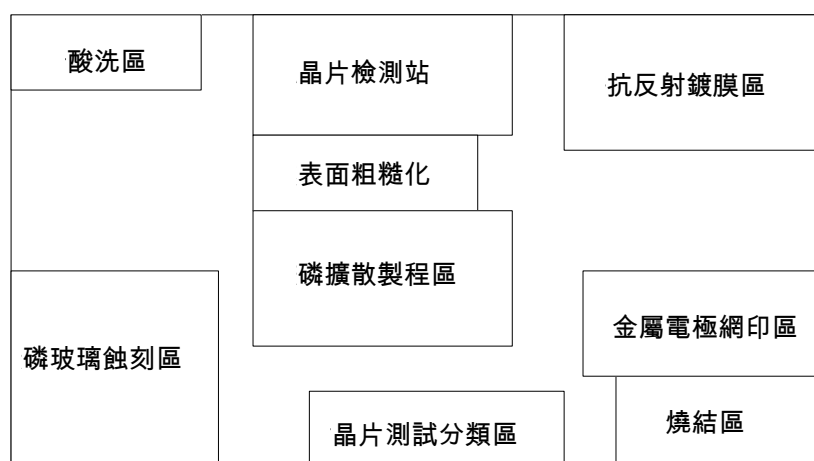 酸洗區
晶片檢測站
抗反射鍍膜區
表面粗糙化
磷擴散製程區
金屬電極網印區
磷玻璃蝕刻區
燒結區
晶片測試分類區